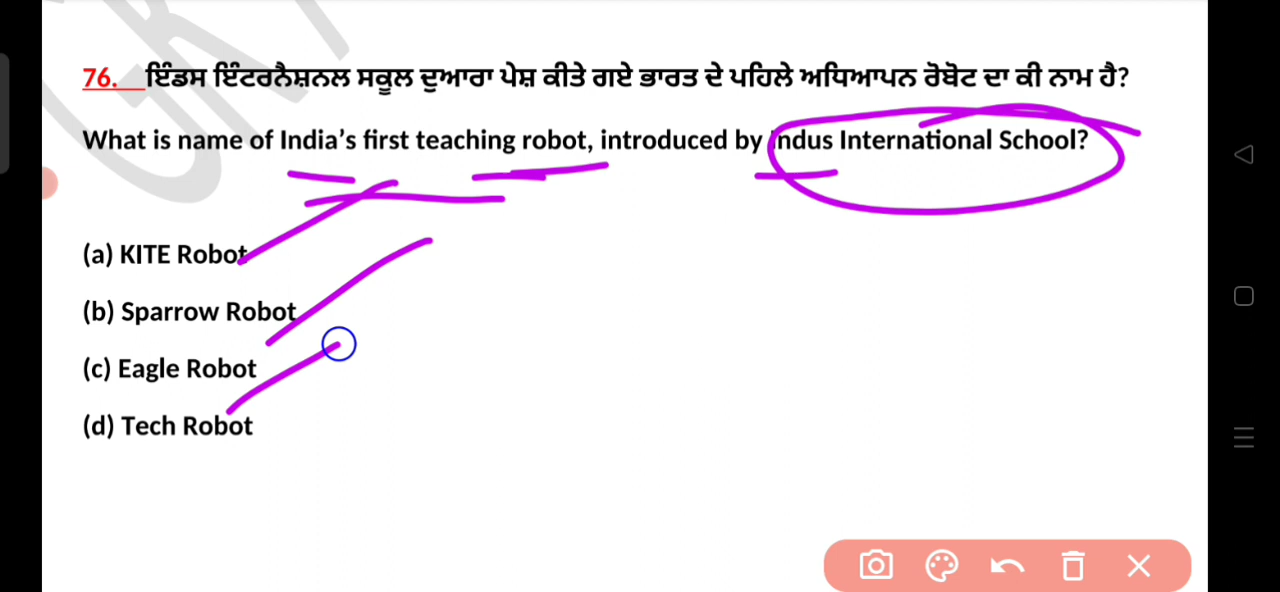 76. ਇੰਡਸ ਇੰਟਰਨੈਸ਼ਨਲ ਸਕੂਲ ਦੁਆਰਾ ਪੇਸ਼ ਕੀਤੇ ਗਏ ਭਾਰਤ ਦੇ ਪਹਿਲੇ ਅਧਿਆਪਨ ਰੋਬੋਟ ਦਾ ਕੀ ਨਾਮ ਹੈ?
What is name of India's first teaching robot, introduced by Indus International School?
(a) KITE Robot
(b) Sparrow Robot
(c) Eagle Robot
(d) Tech Robot